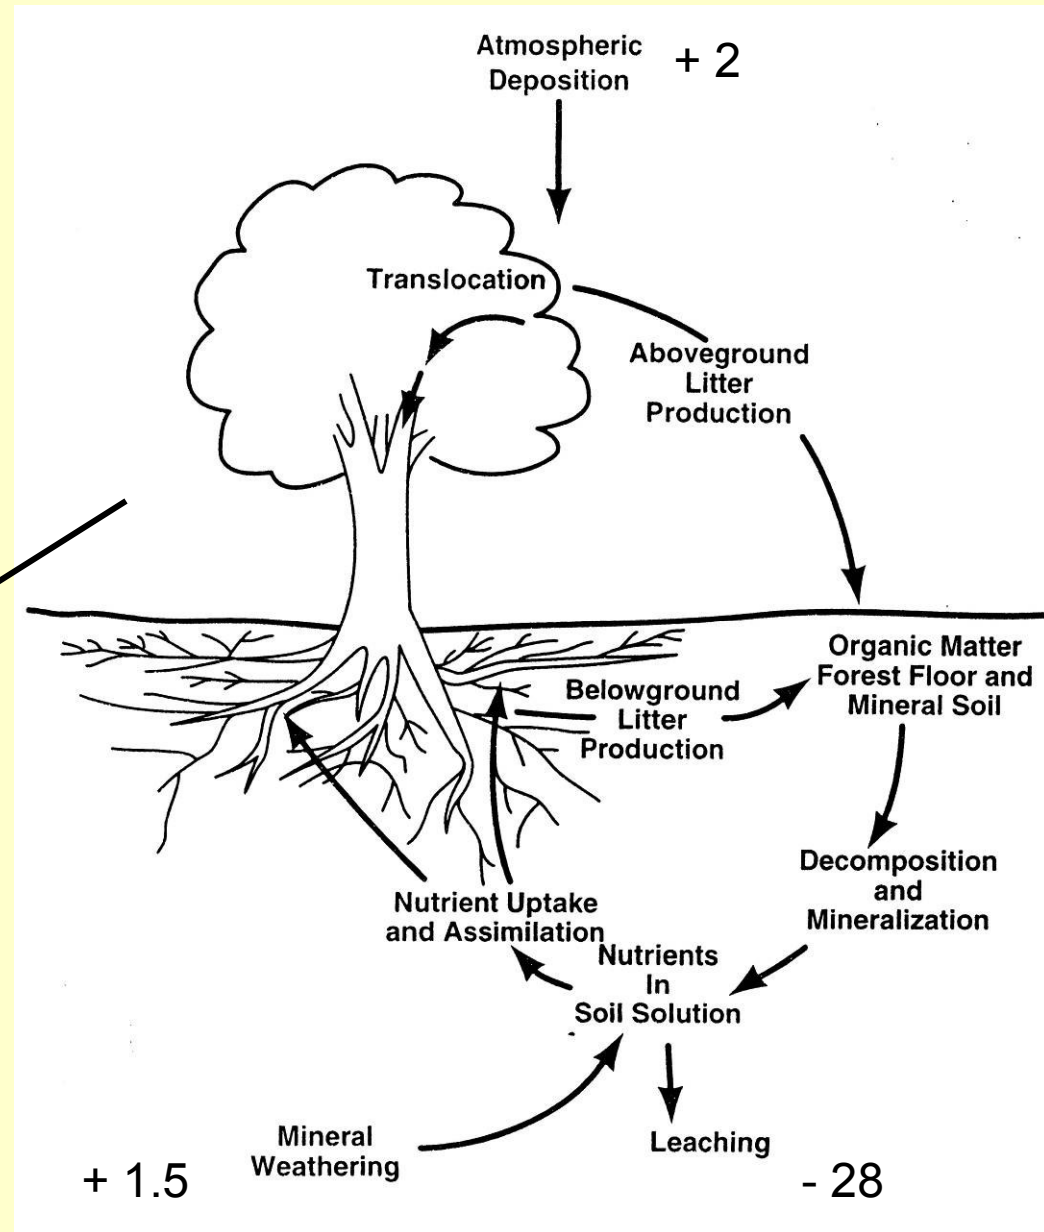 Atmospheric
Deposition
+ 2
Translocation
Aboveground
Litter
Production
Organic Matter
Forest Floor and
Mineral Soil
Belowground
Litter
Production
Decomposition
and
Mineralization
Nutrient Uptake
and Assimilation
Nutrients
In
Soil Solution
Mineral
Weathering
Leaching
+ 1.5
- 28